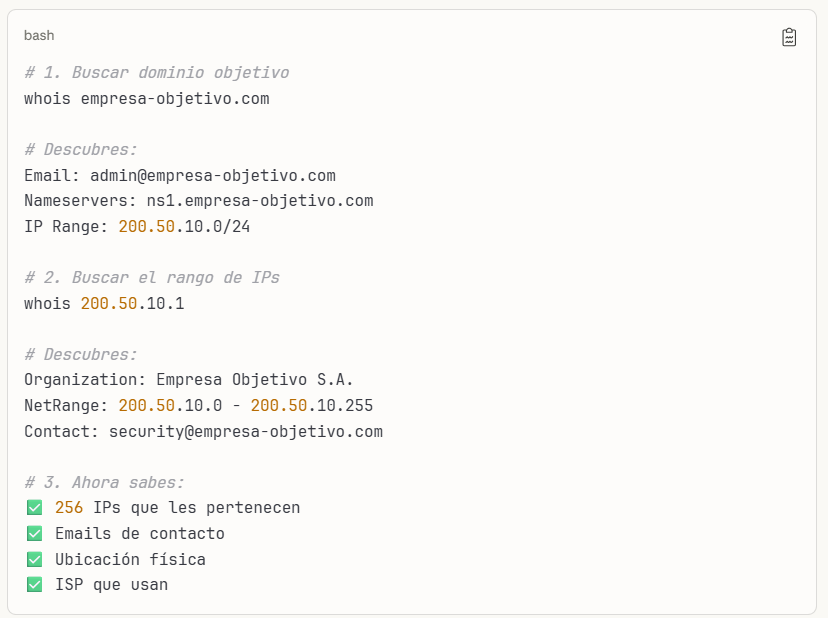 bash
# 1. Buscar dominio objetivo
whois empresa-objetivo.com
# Descubres:
Email: admin@empresa-objetivo.com
Nameservers: ns1.empresa-objetivo.com
IP Range: 200.50.10.0/24
# 2. Buscar el rango de IPs
whois 200.50.10.1
# Descubres:
Organization: Empresa Objetivo S.A.
NetRange: 200.50.10.0 - 200.50.10.255
Contact: security@empresa-objetivo.com
# 3. Ahora sabes:
✅ 256 IPs que les pertenecen
✅ Emails de contacto
✅ Ubicación física
✅ ISP que usan